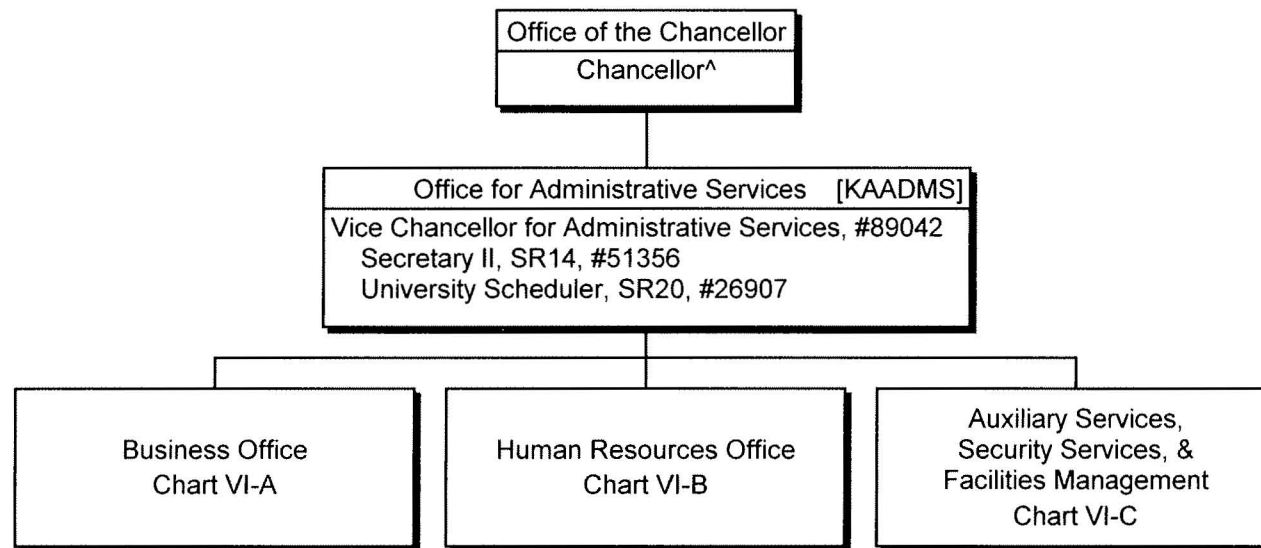 Office of the Chancellor
Chancellor^
Office for Administrative Services [KAADMS]
Vice Chancellor for Administrative Services, #89042
Secretary II, SR14, #51356
University Scheduler, SR20, #26907
Business Office
Chart VI-A
Human Resources Office
Chart VI-B
Auxiliary Services,
Security Services, &
Facilities Management
Chart VI-C